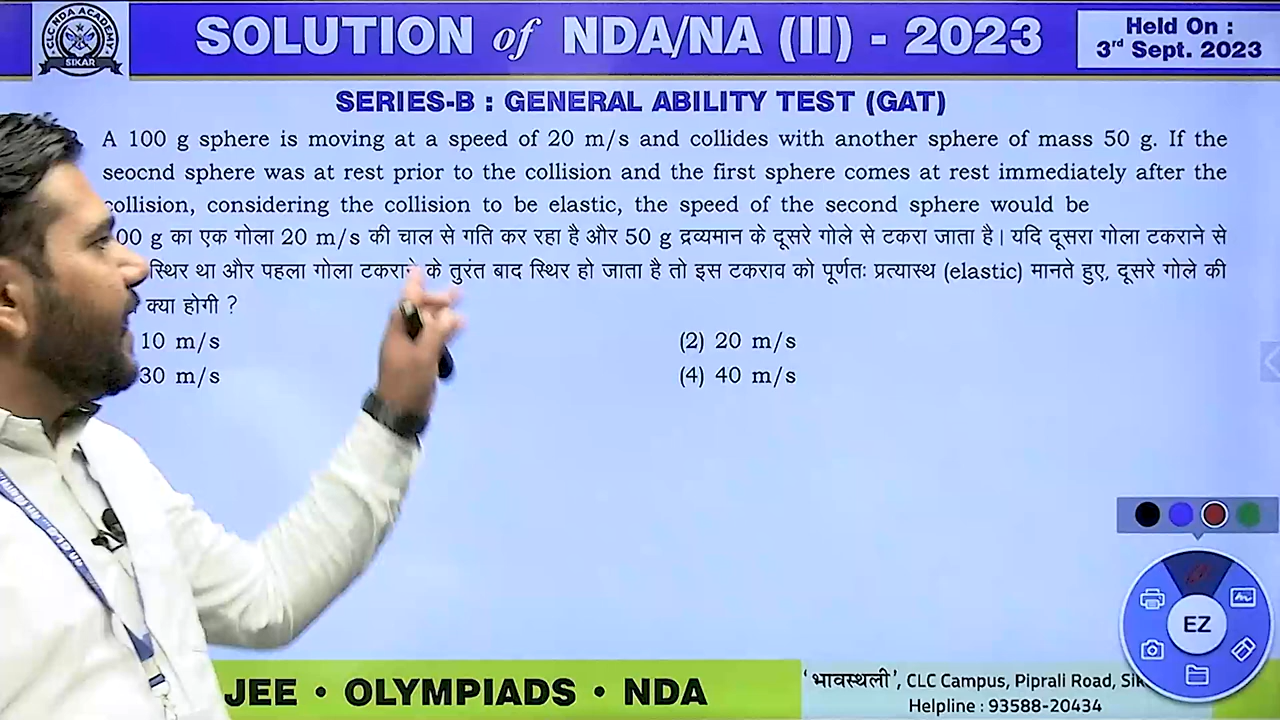 CLC NDA ACADEMY
SIKAR
SOLUTION of NDA/NA (II) - 2023
Held On :
3rd Sept. 2023
SERIES-B : GENERAL ABILITY TEST (GAT)
A 100 g sphere is moving at a speed of 20 m/s and collides with another sphere of mass 50 g. If the
seocnd sphere was at rest prior to the collision and the first sphere comes at rest immediately after the
collision, considering the collision to be elastic, the speed of the second sphere would be
00 g का एक गोला 20 m/s की चाल से गति कर रहा है और 50 g द्रव्यमान के दूसरे गोले से टकरा जाता है। यदि दूसरा गोला टकराने से
स्थिर था और पहला गोला टकराने के तुरंत बाद स्थिर हो जाता है तो इस टकराव को पूर्णतः प्रत्यास्थ (elastic) मानते हुए, दूसरे गोले की
क्या होगी ?
10 m/s (2) 20 m/s
30 m/s (4) 40 m/s
EZ
JEE • OLYMPIADS • NDA
'भावस्थली', CLC Campus, Piprali Road,
Helpline : 93588-20434